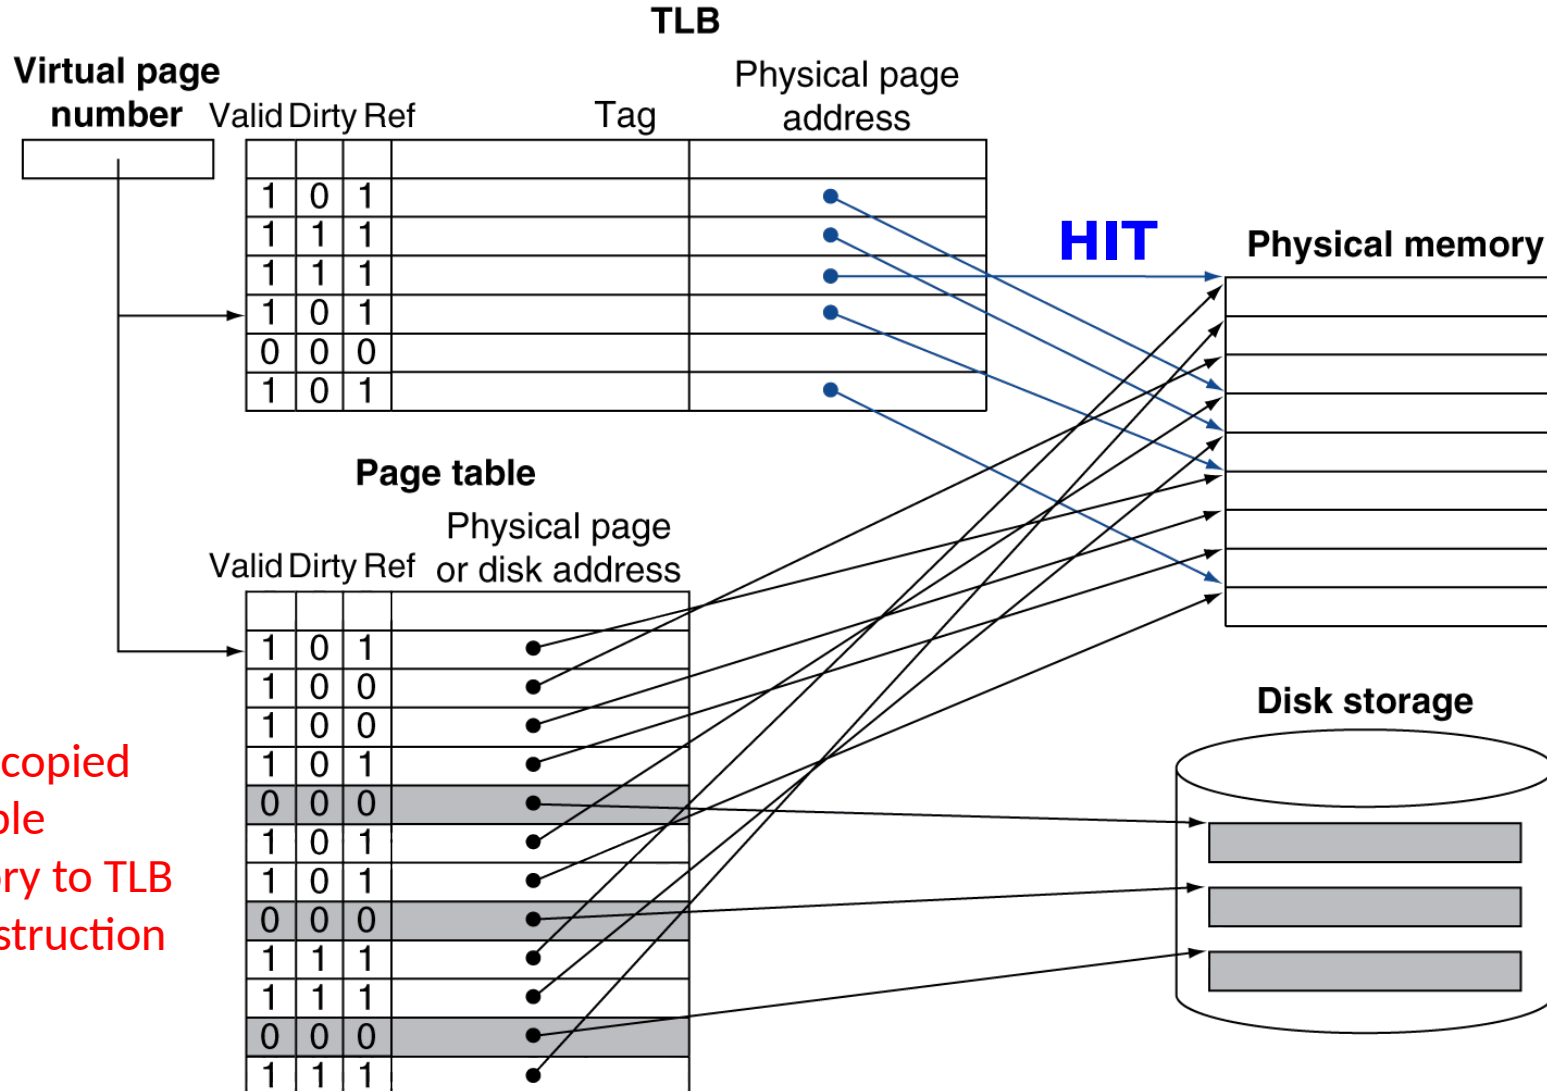 TLB
Virtual page
number
Valid Dirty Ref
Tag
Physical page
address
1 0 1
1 1 1
1 1 1
1 0 1
0 0 0
1 0 1
HIT
Physical memory
Page table
Valid Dirty Ref
Physical page
or disk address
1 0 1
1 0 0
1 0 0
1 0 1
0 0 0
1 0 1
1 0 1
0 0 0
1 1 1
1 1 1
0 0 0
1 1 1
copied
to TLB
Disk storage